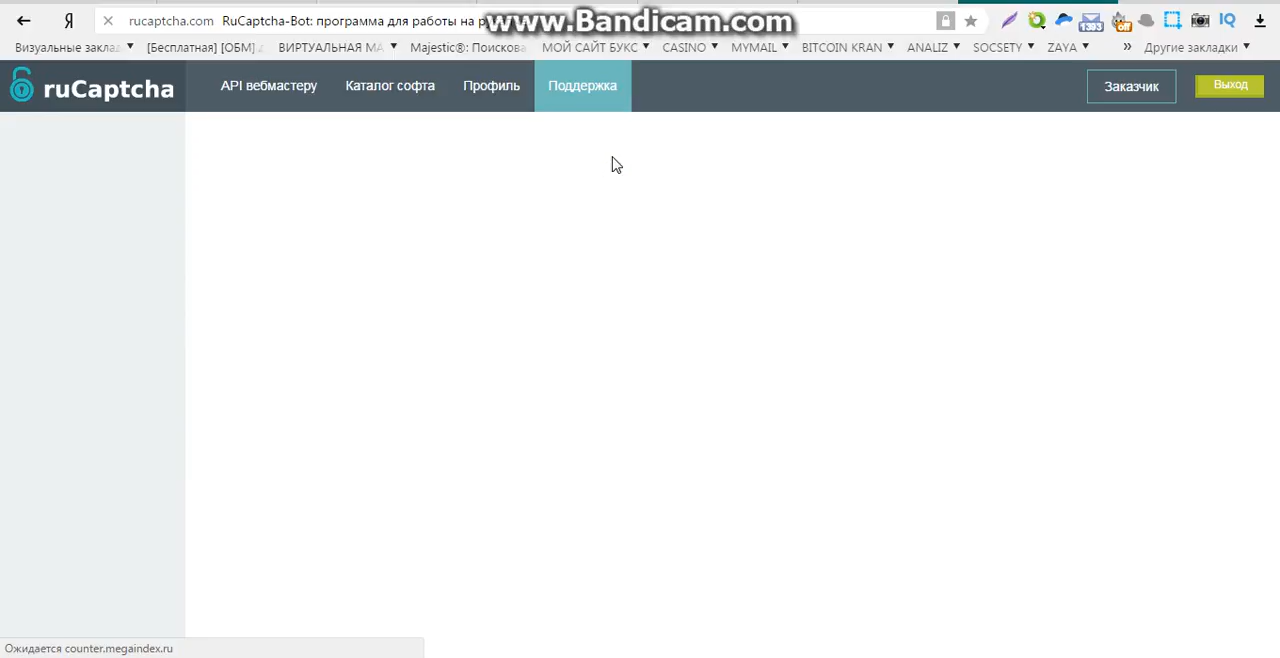 www.Bandicam.com
Я rucaptcha.com RuCaptcha-Bot: программа для работы на
Визуальные заклад [Бесплатная] [ОБМ] ВИРТУАЛЬНАЯ МА Majestic®: Поискова МОЙ САЙТ БУКС CASINO MYMAIL BITCOIN KRAN ANALIZ SOCSETY ZAYA » Другие закладки
ruCaptcha API вебмастеру Каталог софта Профиль Поддержка Заказчик Выход
Ожидается counter.megaindex.ru